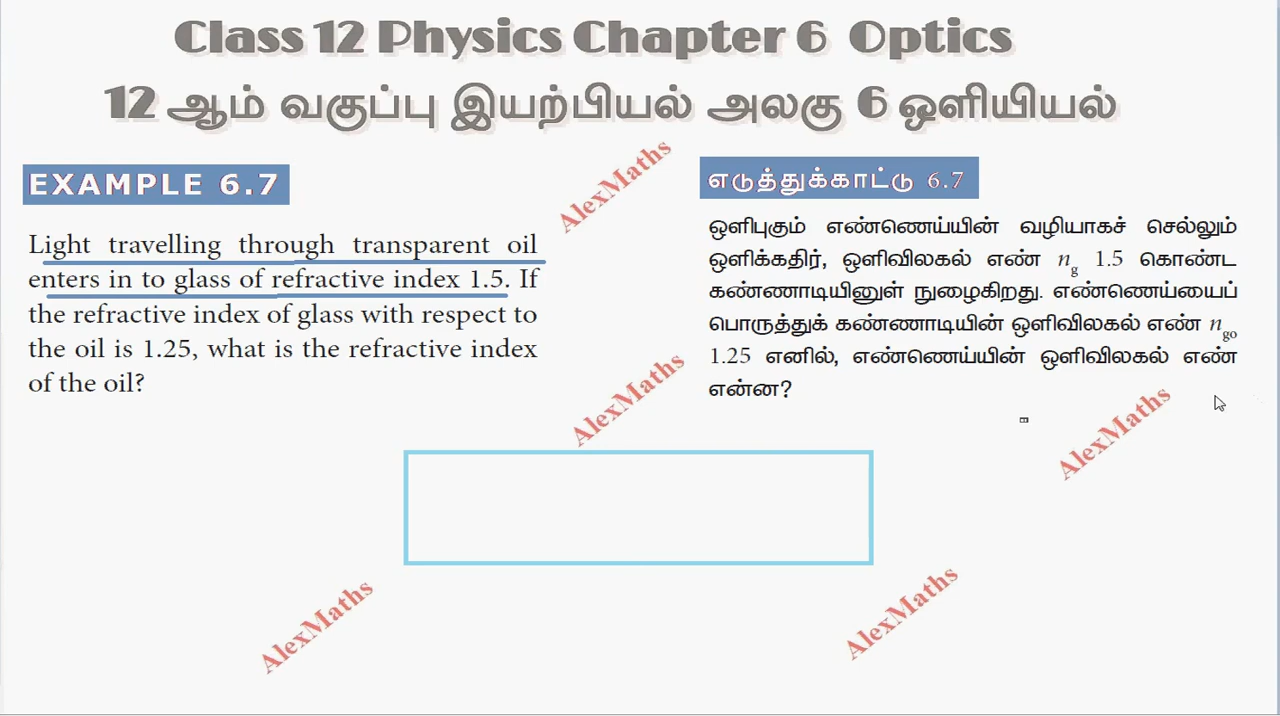 Class 12 Physics Chapter 6 Optics
12 ஆம் வகுப்பு இயற்பியல் அலகு 6 ஒளியியல்
EXAMPLE 6.7
Light travelling through transparent oil
enters in to glass of refractive index 1.5. If
the refractive index of glass with respect to
the oil is 1.25, what is the refractive index
of the oil?
எடுத்துக்காட்டு 6.7
ஒளிபுகும் எண்ணெய்யின் வழியாகச் செல்லும்
ஒளிக்கதிர், ஒளிவிலகல் எண் ng 1.5 கொண்ட
கண்ணாடியினுள் நுழைகிறது. எண்ணெய்யைப்
பொருத்துக் கண்ணாடியின் ஒளிவிலகல் எண் ngo
1.25 எனில், எண்ணெய்யின் ஒளிவிலகல் எண்
என்ன?
AlexMaths
AlexMaths
AlexMaths
AlexMaths
AlexMaths